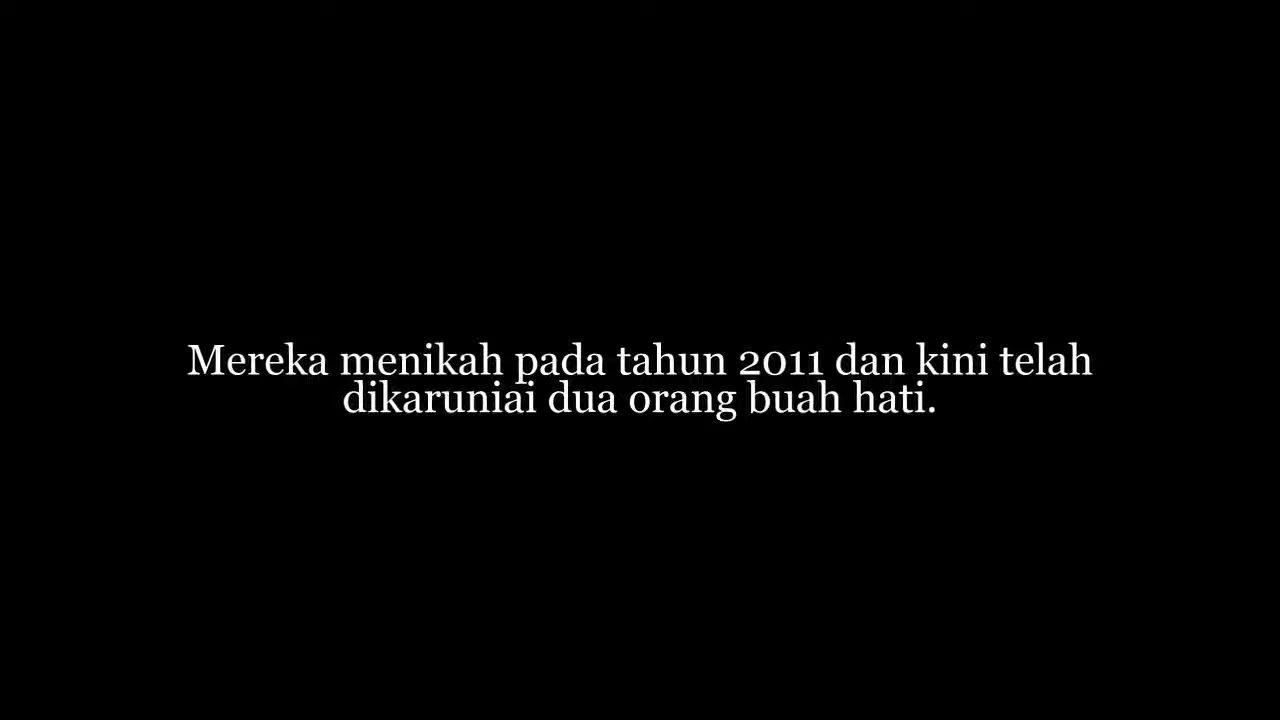 Mereka menikah pada tahun 2011 dan kini telah
dikaruniai dua orang buah hati.